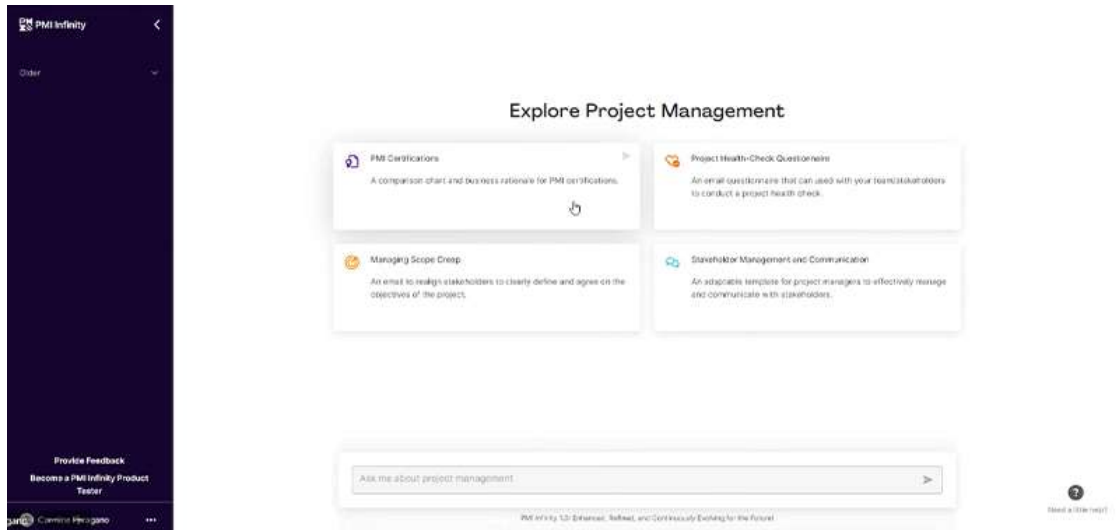 PMI Infinity
Older
Explore Project Management
PMI Certifications
A comparison chart and business rationale for PMI certifications.
Project Health-Check Questionnaire
An email questionnaire that can used with your team/stakeholders
to conduct a project health check.
Managing Scope Creep
An email to realign stakeholders to clearly define and agree on the
objectives of the project.
Stakeholder Management and Communication
An adaptable template for project managers to effectively manage
and communicate with stakeholders.
Provide Feedback
Become a PMI Infinity Product
Tester
Ask me about project management
PMI Infinity 1.0: Enhanced, Refined, and Continuously Evolving for the Future!
Need a little help?
Carmine